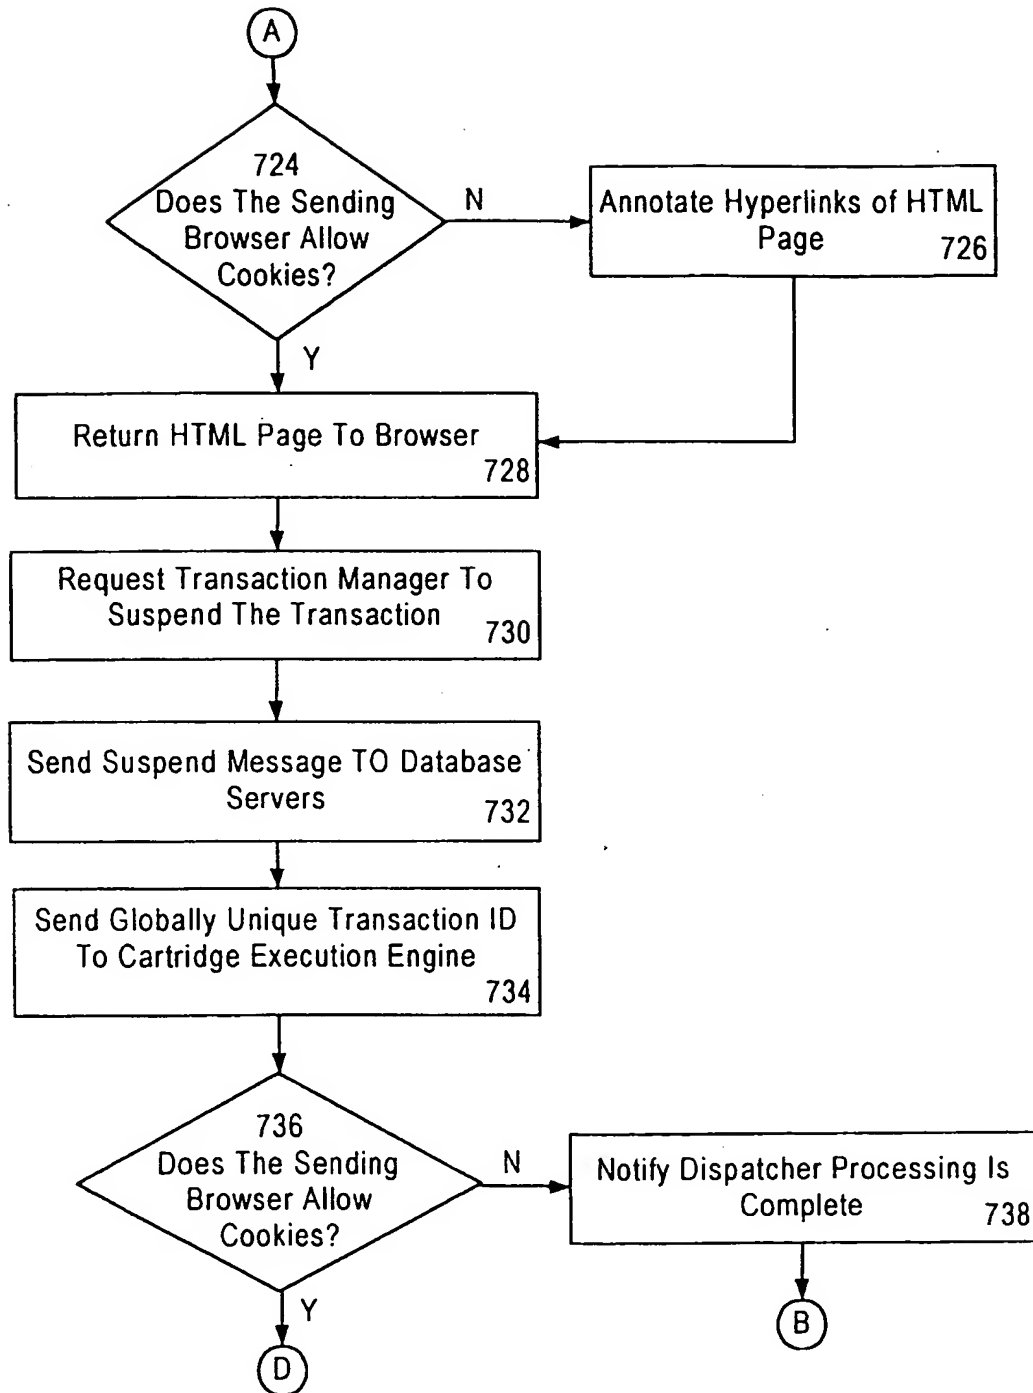 A
724
Does The Sending
Browser Allow
Cookies?
N
Annotate Hyperlinks of HTML
Page
726
Y
Return HTML Page To Browser
728
Request Transaction Manager To
Suspend The Transaction
730
Send Suspend Message TO Database
Servers
732
Send Globally Unique Transaction ID
To Cartridge Execution Engine
734
736
Does The Sending
Browser Allow
Cookies?
N
Notify Dispatcher Processing Is
Complete
738
Y
D
B